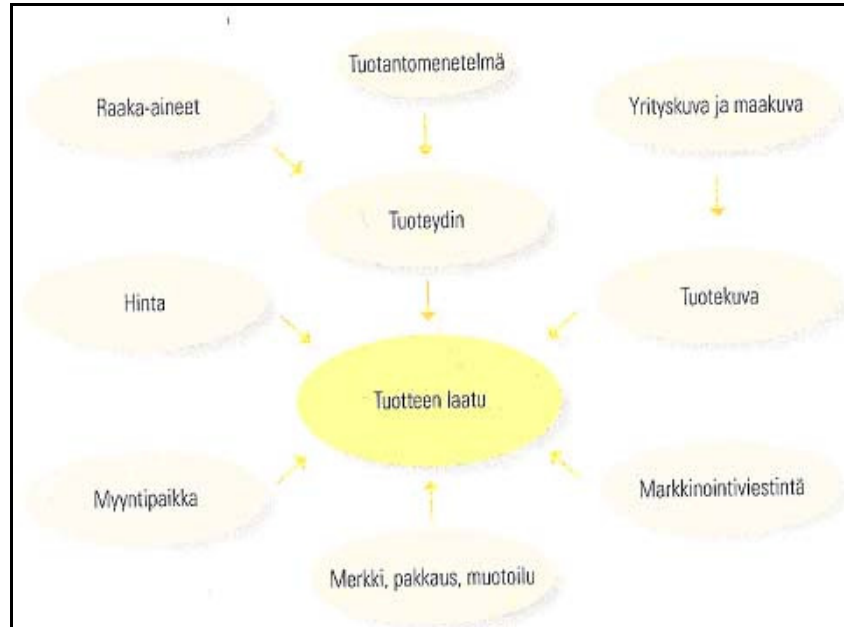 Tuotantomenetelmä
Raaka-aineet
Yrityskuva ja maakuva
Tuoteydin
Hinta
Tuotekuva
Tuotteen laatu
Myyntipaikka
Markkinointiviestintä
Merkki, pakkaus, muotoilu